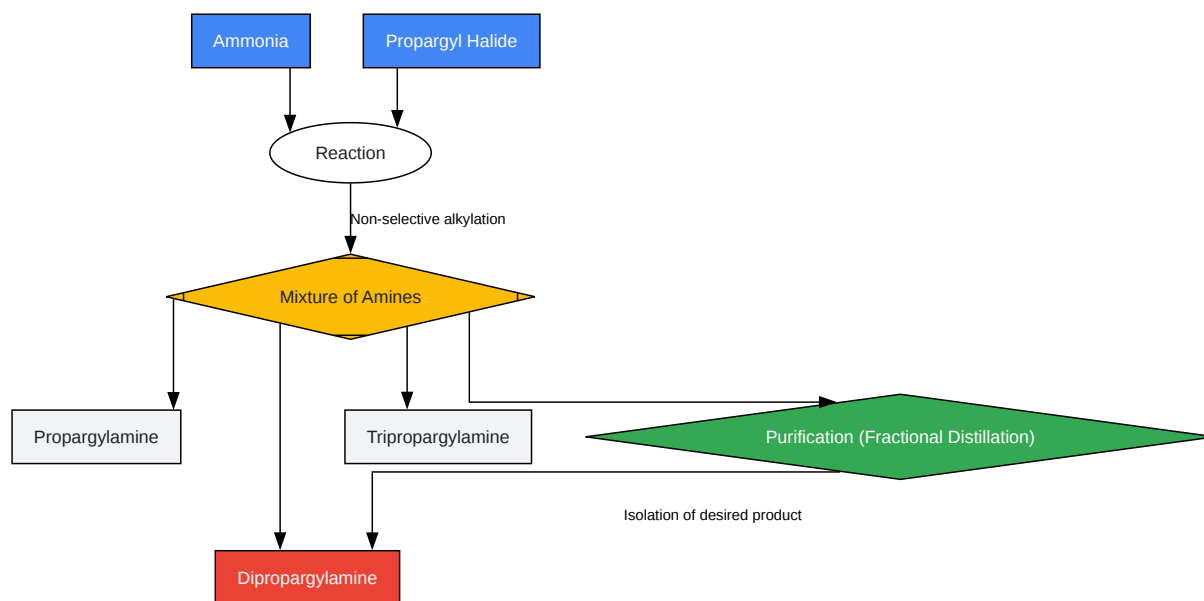 Ammonia
Propargyl Halide
Reaction
Non-selective alkylation
Mixture of Amines
Propargylamine
Tripropargylamine
Purification (Fractional Distillation)
Isolation of desired product
Dipropargylamine